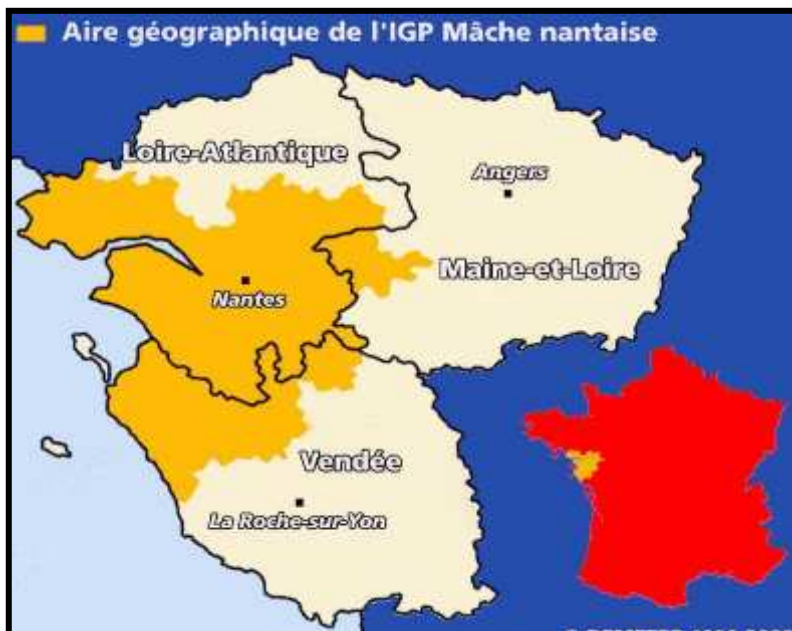 Aire géographique de l'IGP Mâche nantaise
Loire-Atlantique
Angers
Maine-et-Loire
Nantes
Vendée
La Roche-sur-Yon